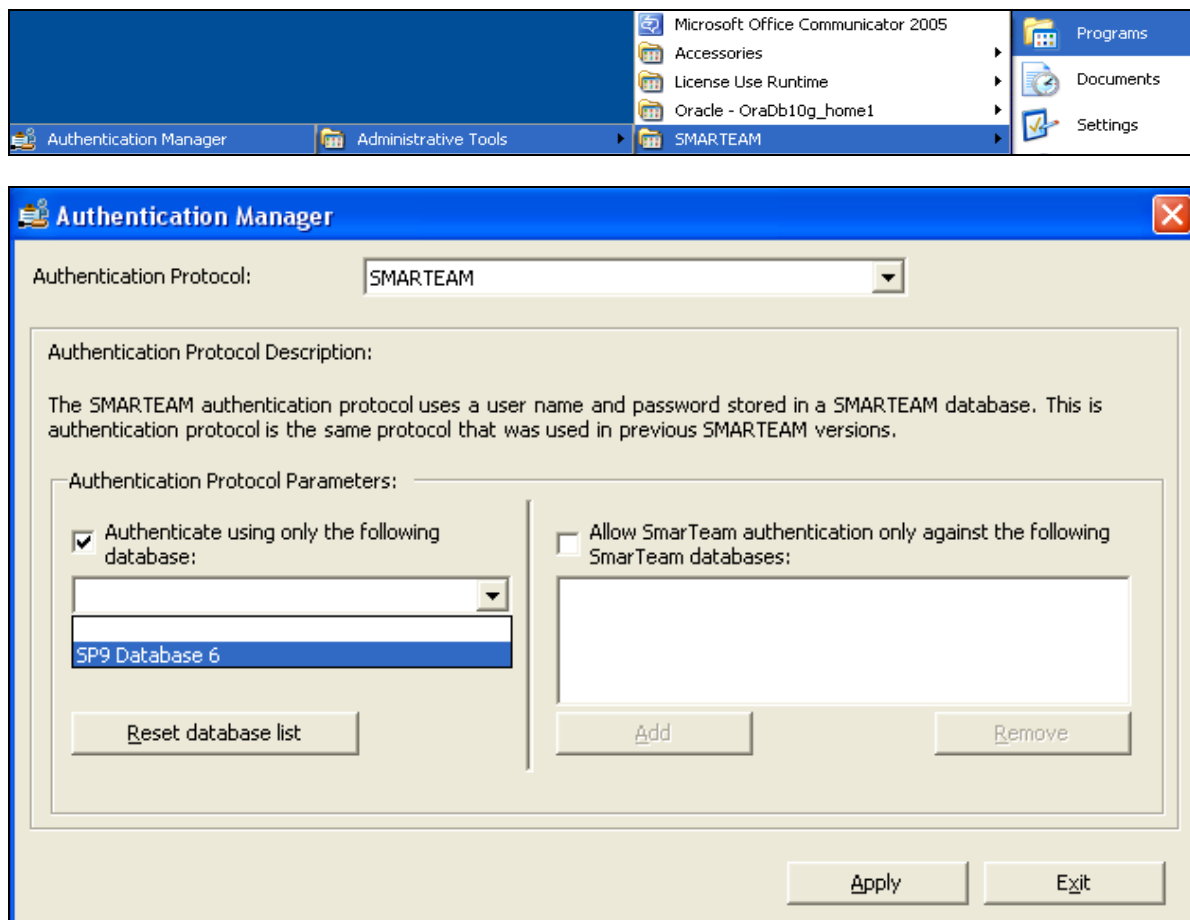 Microsoft Office Communicator 2005
Accessories
License Use Runtime
Oracle - OraDb10g_home1
Authentication Manager
Administrative Tools
SMARTEAM
Programs
Documents
Settings
Authentication Manager
Authentication Protocol:
SMARTEAM
Authentication Protocol Description:
The SMARTEAM authentication protocol uses a user name and password stored in a SMARTEAM database. This is
authentication protocol is the same protocol that was used in previous SMARTEAM versions.
Authentication Protocol Parameters:
Authenticate using only the following
database:
SP9 Database 6
Reset database list
Allow SmarTeam authentication only against the following
SmarTeam databases:
Add
Remove
Apply
Exit